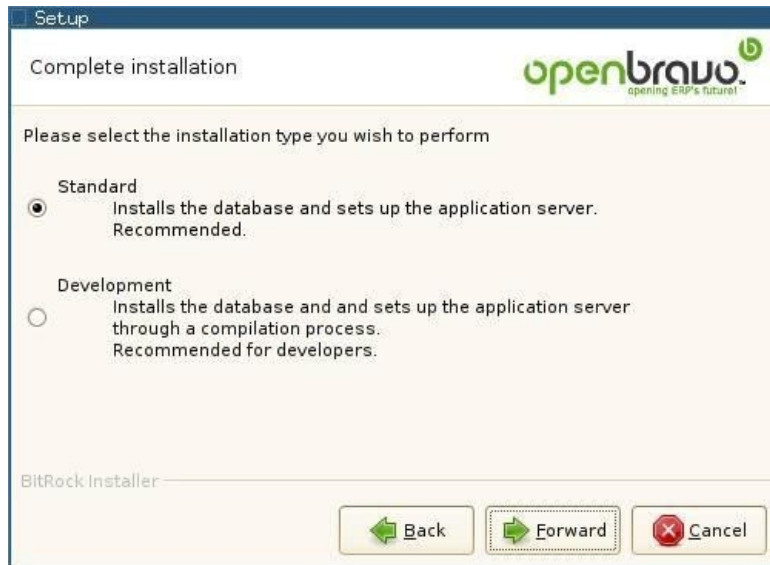 Setup
Complete installation
openbravo.
opening ERP's future!
Please select the installation type you wish to perform
Standard
Installs the database and sets up the application server.
Recommended.
Development
Installs the database and and sets up the application server
through a compilation process.
Recommended for developers.
BitRock Installer
Back
Forward
Cancel